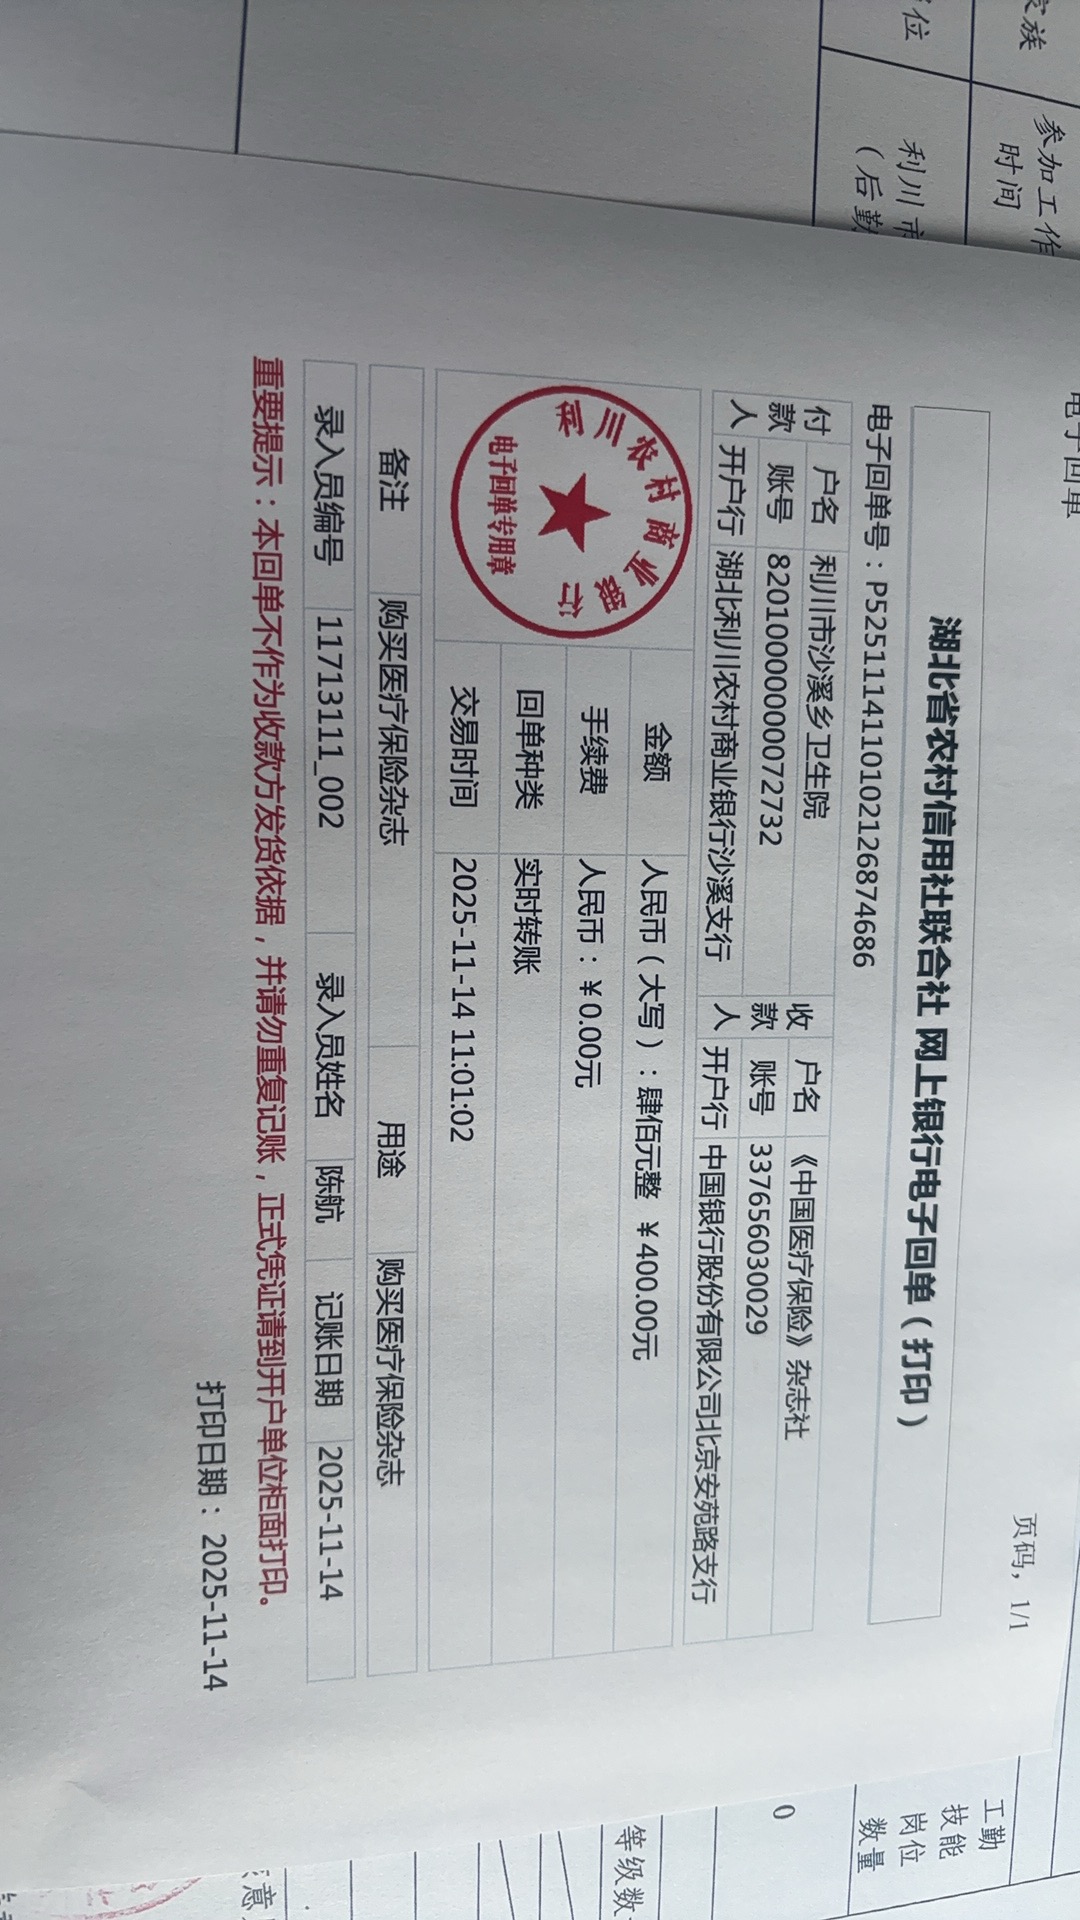 页码，1/1
湖北省农村信用社联合社 网上银行电子回单（打印）
电子回单号：P52511141101021268746​86
付款人 户名 利川市沙溪乡卫生院 收款人 户名 《中国医疗保险》杂志社
账号 82010000000072732 账号 337656030029
开户行 湖北利川农村商业银行沙溪支行 开户行 中国银行股份有限公司北京安苑路支行
利川农村商业银行
电子回单专用章
金额 人民币（大写）：肆佰元整 ￥400.00元
手续费 人民币：￥0.00元
回单种类 实时转账
交易时间 2025-11-14 11:01:02
备注 购买医疗保险杂志 用途 购买医疗保险杂志
录入员编号 11713111_002 录入员姓名 陈航 记账日期 2025-11-14
重要提示：本回单不作为收款方发货依据，并请勿重复记账，正式凭证请到开户单位柜面打印。
打印日期：2025-11-14
参加工作
时间
利川市
（后勤
工勤
技能
岗位
数量
0
等级数